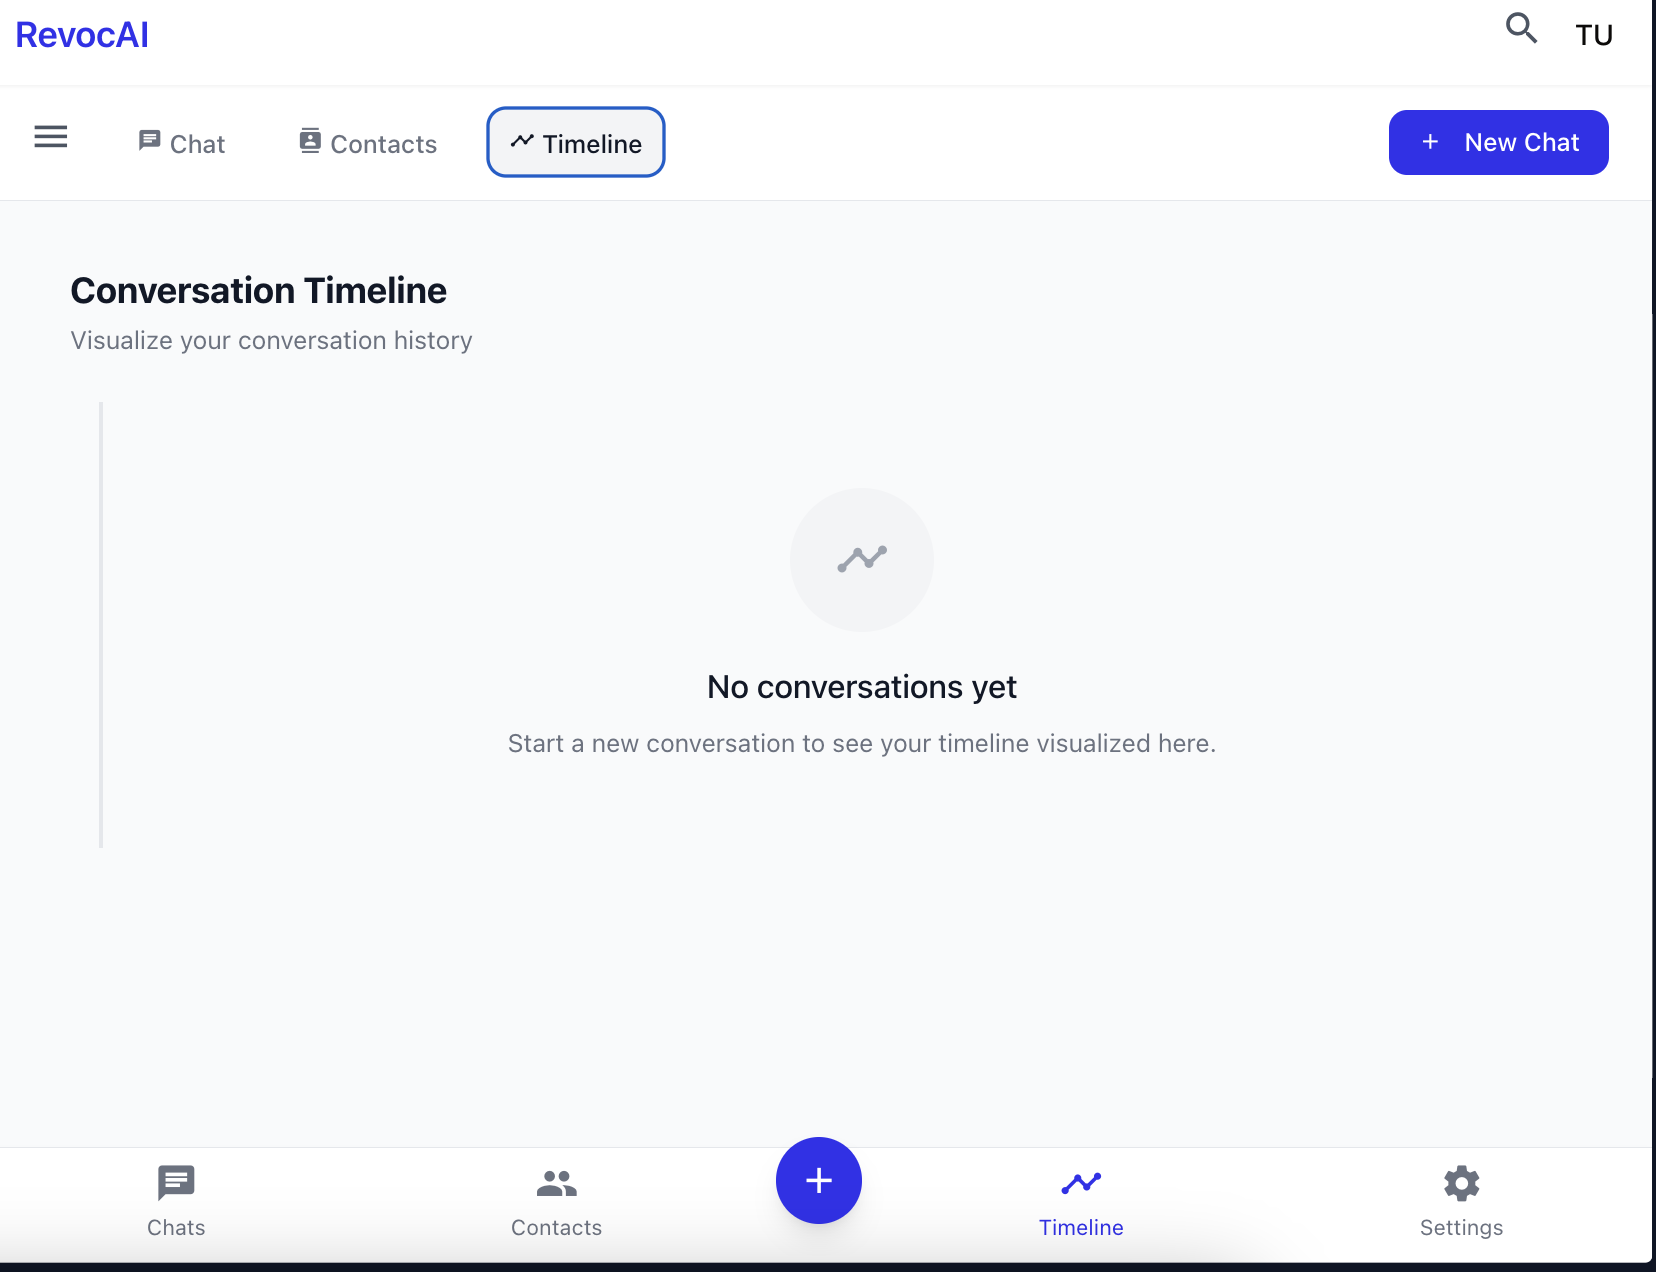 RevocAI
TU
Chat
Contacts
Timeline
+ New Chat
Conversation Timeline
Visualize your conversation history
No conversations yet
Start a new conversation to see your timeline visualized here.
+
Chats
Contacts
Timeline
Settings